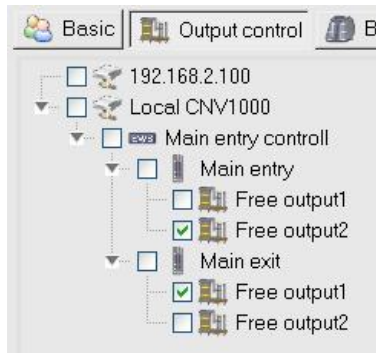 Basic Output control B
192.168.2.100
Local CNV1000
EWS Main entry controll
Main entry
Free output1
Free output2
Main exit
Free output1
Free output2